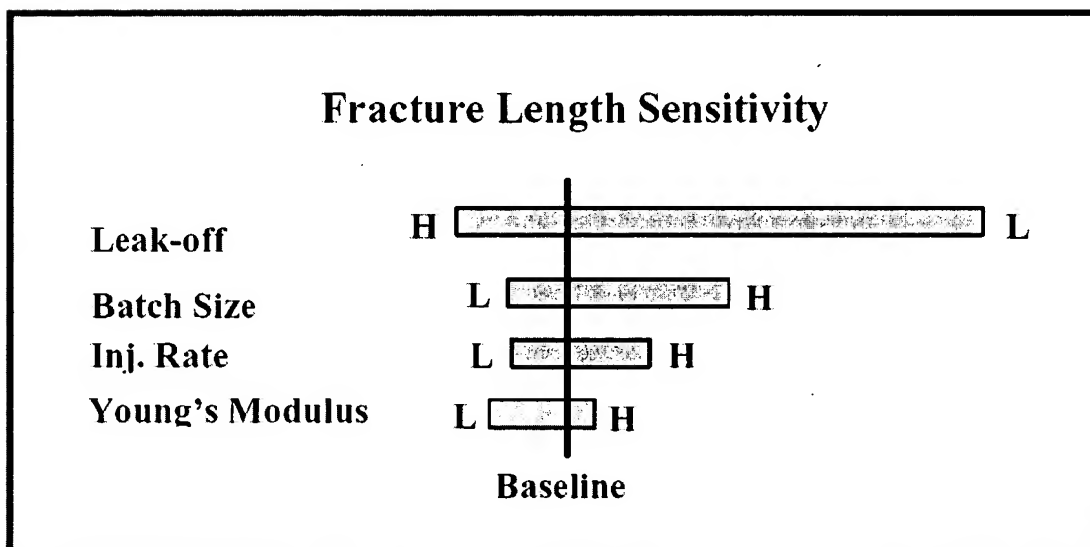 Fracture Length Sensitivity
Leak-off H L
Batch Size L H
Inj. Rate L H
Young's Modulus L H
Baseline